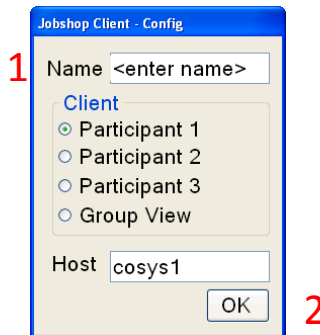 Jobshop Client - Config
1 Name <enter name>
Client
Participant 1
Participant 2
Participant 3
Group View
Host cosys1
OK 2